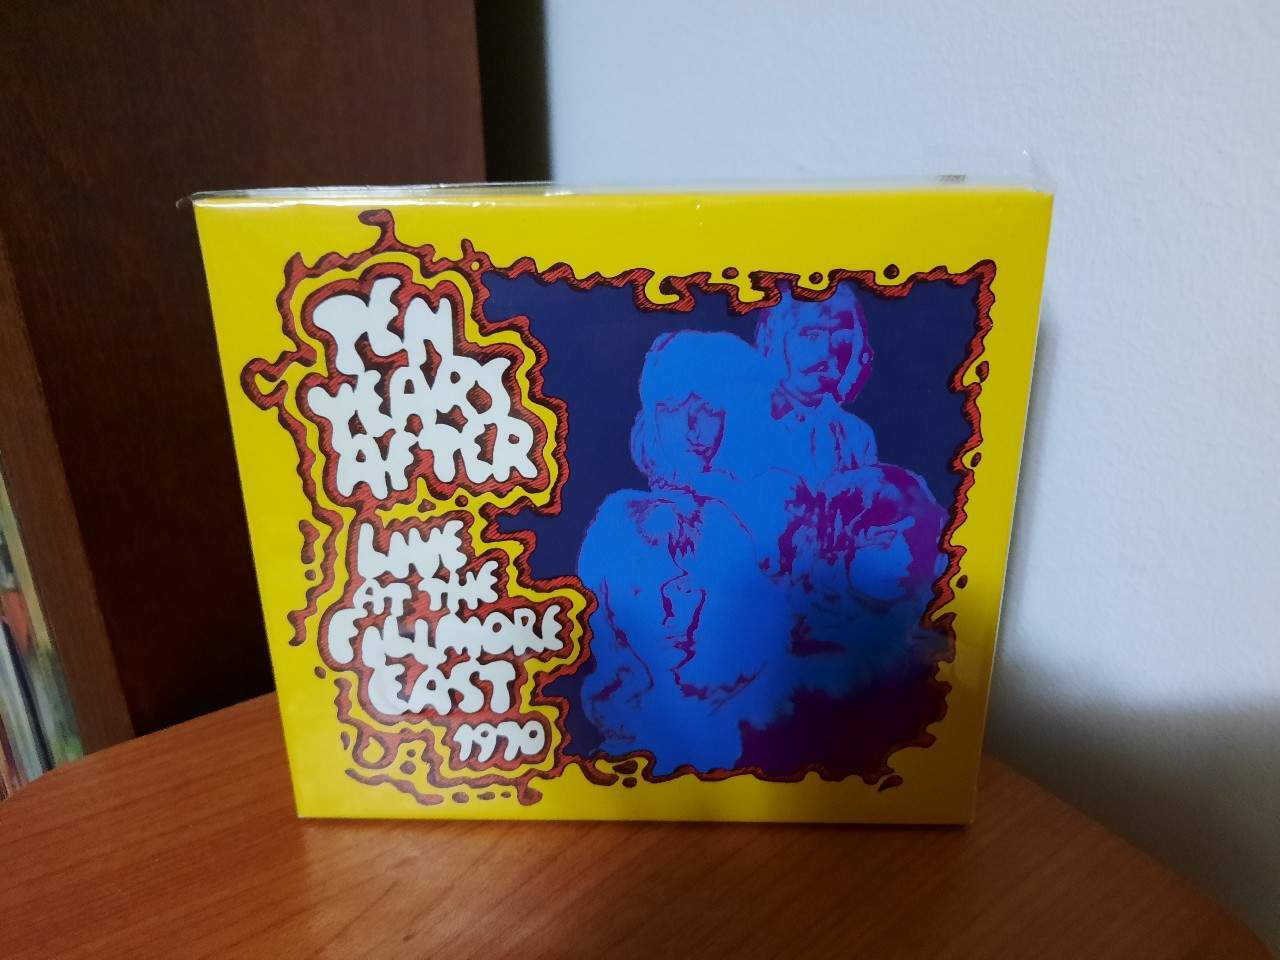 TEN
YEARS
AFTER
LIVE
AT THE
FILLMORE
EAST
1970